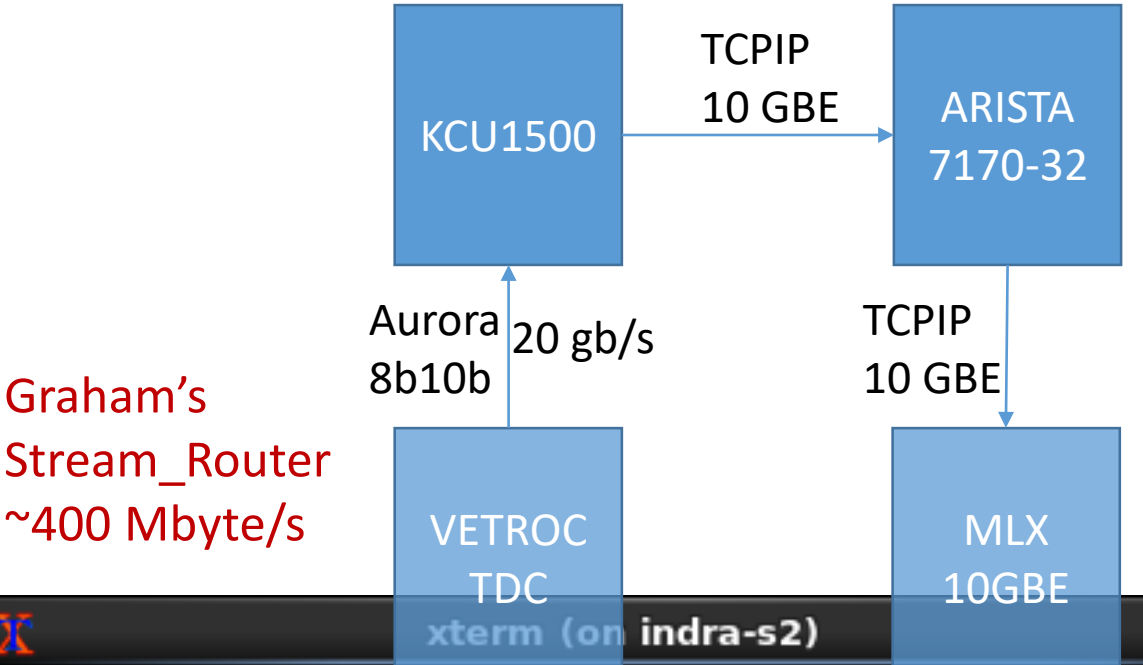 TCPIP
10 GBE
KCU1500
ARISTA
7170-32
Aurora
8b10b
20 gb/s
TCPIP
10 GBE
Graham’s
Stream_Router
~400 Mbyte/s
VETROC
TDC
MLX
10GBE
xterm (on indra-s2)